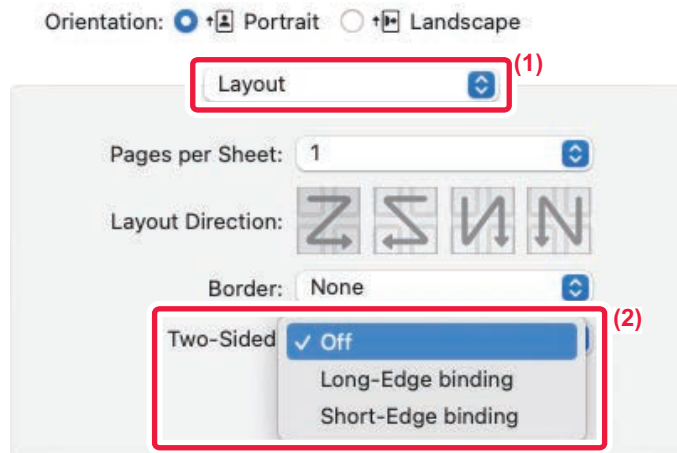 Orientation: Portrait Landscape
(1)
Layout
Pages per Sheet: 1
Layout Direction:
Border: None
(2)
Two-Sided ✓ Off
Long-Edge binding
Short-Edge binding